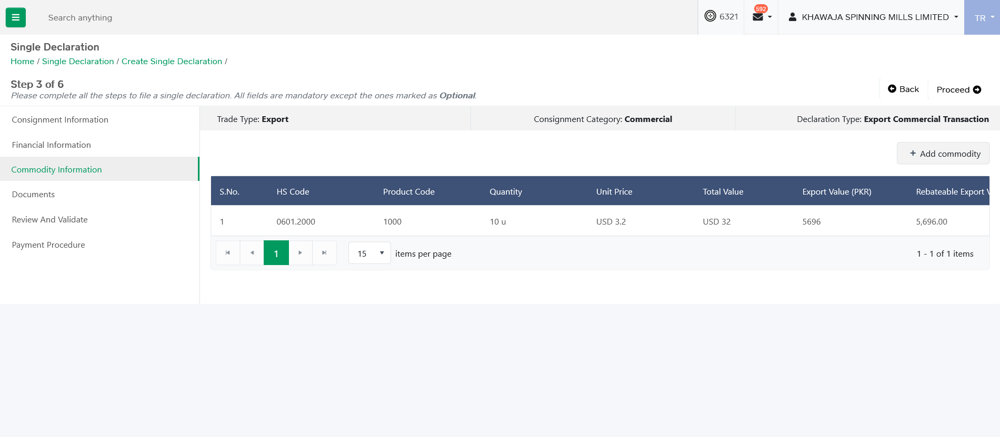 Search anything
6321
592
KHAWAJA SPINNING MILLS LIMITED
TR
Single Declaration
Home / Single Declaration / Create Single Declaration /
Step 3 of 6
Please complete all the steps to file a single declaration. All fields are mandatory except the ones marked as Optional.
Back
Proceed
Consignment Information
Financial Information
Commodity Information
Documents
Review And Validate
Payment Procedure
Trade Type: Export
Consignment Category: Commercial
Declaration Type: Export Commercial Transaction
+ Add commodity
S.No. HS Code Product Code Quantity Unit Price Total Value Export Value (PKR) Rebateable Export V
1 0601.2000 1000 10 u USD 3.2 USD 32 5696 5,696.00
1 15 items per page 1 - 1 of 1 items